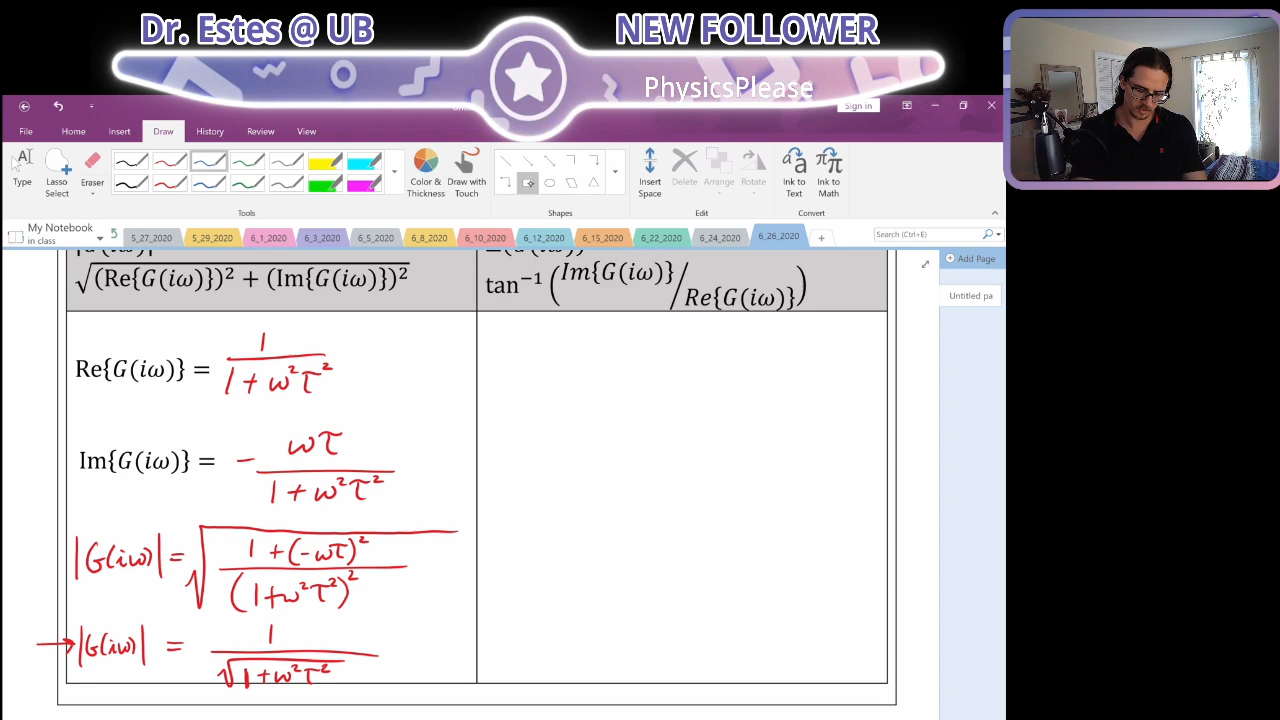 Dr. Estes @ UB
NEW FOLLOWER
PhysicsPlease
Sign in
File Home Insert Draw History Review View
Type
Lasso Select
Eraser
Color & Thickness
Draw with Touch
Insert Space
Delete
Arrange
Rotate
Ink to Text
Ink to Math
Tools
Shapes
Edit
Convert
My Notebook
in class
5_27_2020 5_29_2020 6_1_2020 6_3_2020 6_5_2020 6_8_2020 6_10_2020 6_12_2020 6_15_2020 6_22_2020 6_24_2020 6_26_2020
Search (Ctrl+E)
Add Page
Untitled pa
√(Re{G(iω)})² + (Im{G(iω)})²
tan⁻¹ (Im{G(iω)}/Re{G(iω)})
Re{G(iω)} = 1 / (1 + ω²τ²)
Im{G(iω)} = - ωτ / (1 + ω²τ²)
|G(iω)| = √((1 + (-ωτ)²) / (1+ω²τ²)²)
→ |G(iω)| = 1 / √(1+ω²τ²)